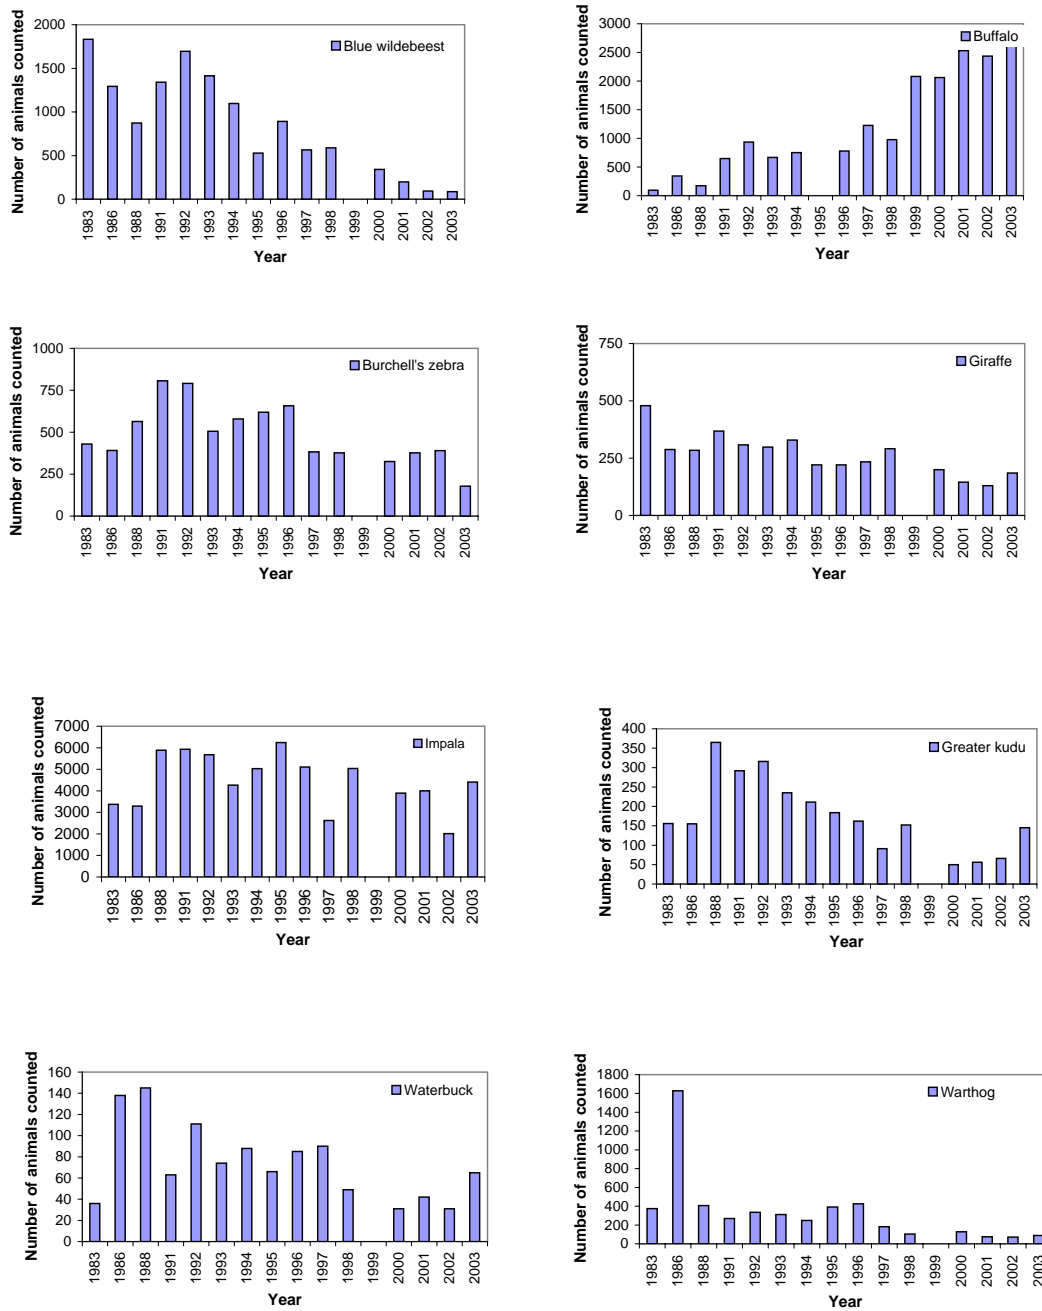 Number of animals counted
2000
1500
1000
500
0
Blue wildebeest
1983 1986 1988 1991 1992 1993 1994 1995 1996 1997 1998 1999 2000 2001 2002 2003
Year
Number of animals counted
3000
2500
2000
1500
1000
500
0
Buffalo
1983 1986 1988 1991 1992 1993 1994 1995 1996 1997 1998 1999 2000 2001 2002 2003
Year
Number of animals counted
1000
750
500
250
0
Burchell's zebra
1983 1986 1988 1991 1992 1993 1994 1995 1996 1997 1998 1999 2000 2001 2002 2003
Year
Number of animals counted
750
500
250
0
Giraffe
1983 1986 1988 1991 1992 1993 1994 1995 1996 1997 1998 1999 2000 2001 2002 2003
Year
Number of animals counted
7000
6000
5000
4000
3000
2000
1000
0
Impala
1983 1986 1988 1991 1992 1993 1994 1995 1996 1997 1998 1999 2000 2001 2002 2003
Year
Number of animals counted
400
350
300
250
200
150
100
50
0
Greater kudu
1983 1986 1988 1991 1992 1993 1994 1995 1996 1997 1998 1999 2000 2001 2002 2003
Year
Number of animals counted
160
140
120
100
80
60
40
20
0
Waterbuck
1983 1986 1988 1991 1992 1993 1994 1995 1996 1997 1998 1999 2000 2001 2002 2003
Year
Number of animals counted
1800
1600
1400
1200
1000
800
600
400
200
0
Warthog
1983 1986 1988 1991 1992 1993 1994 1995 1996 1997 1998 1999 2000 2001 2002 2003
Year